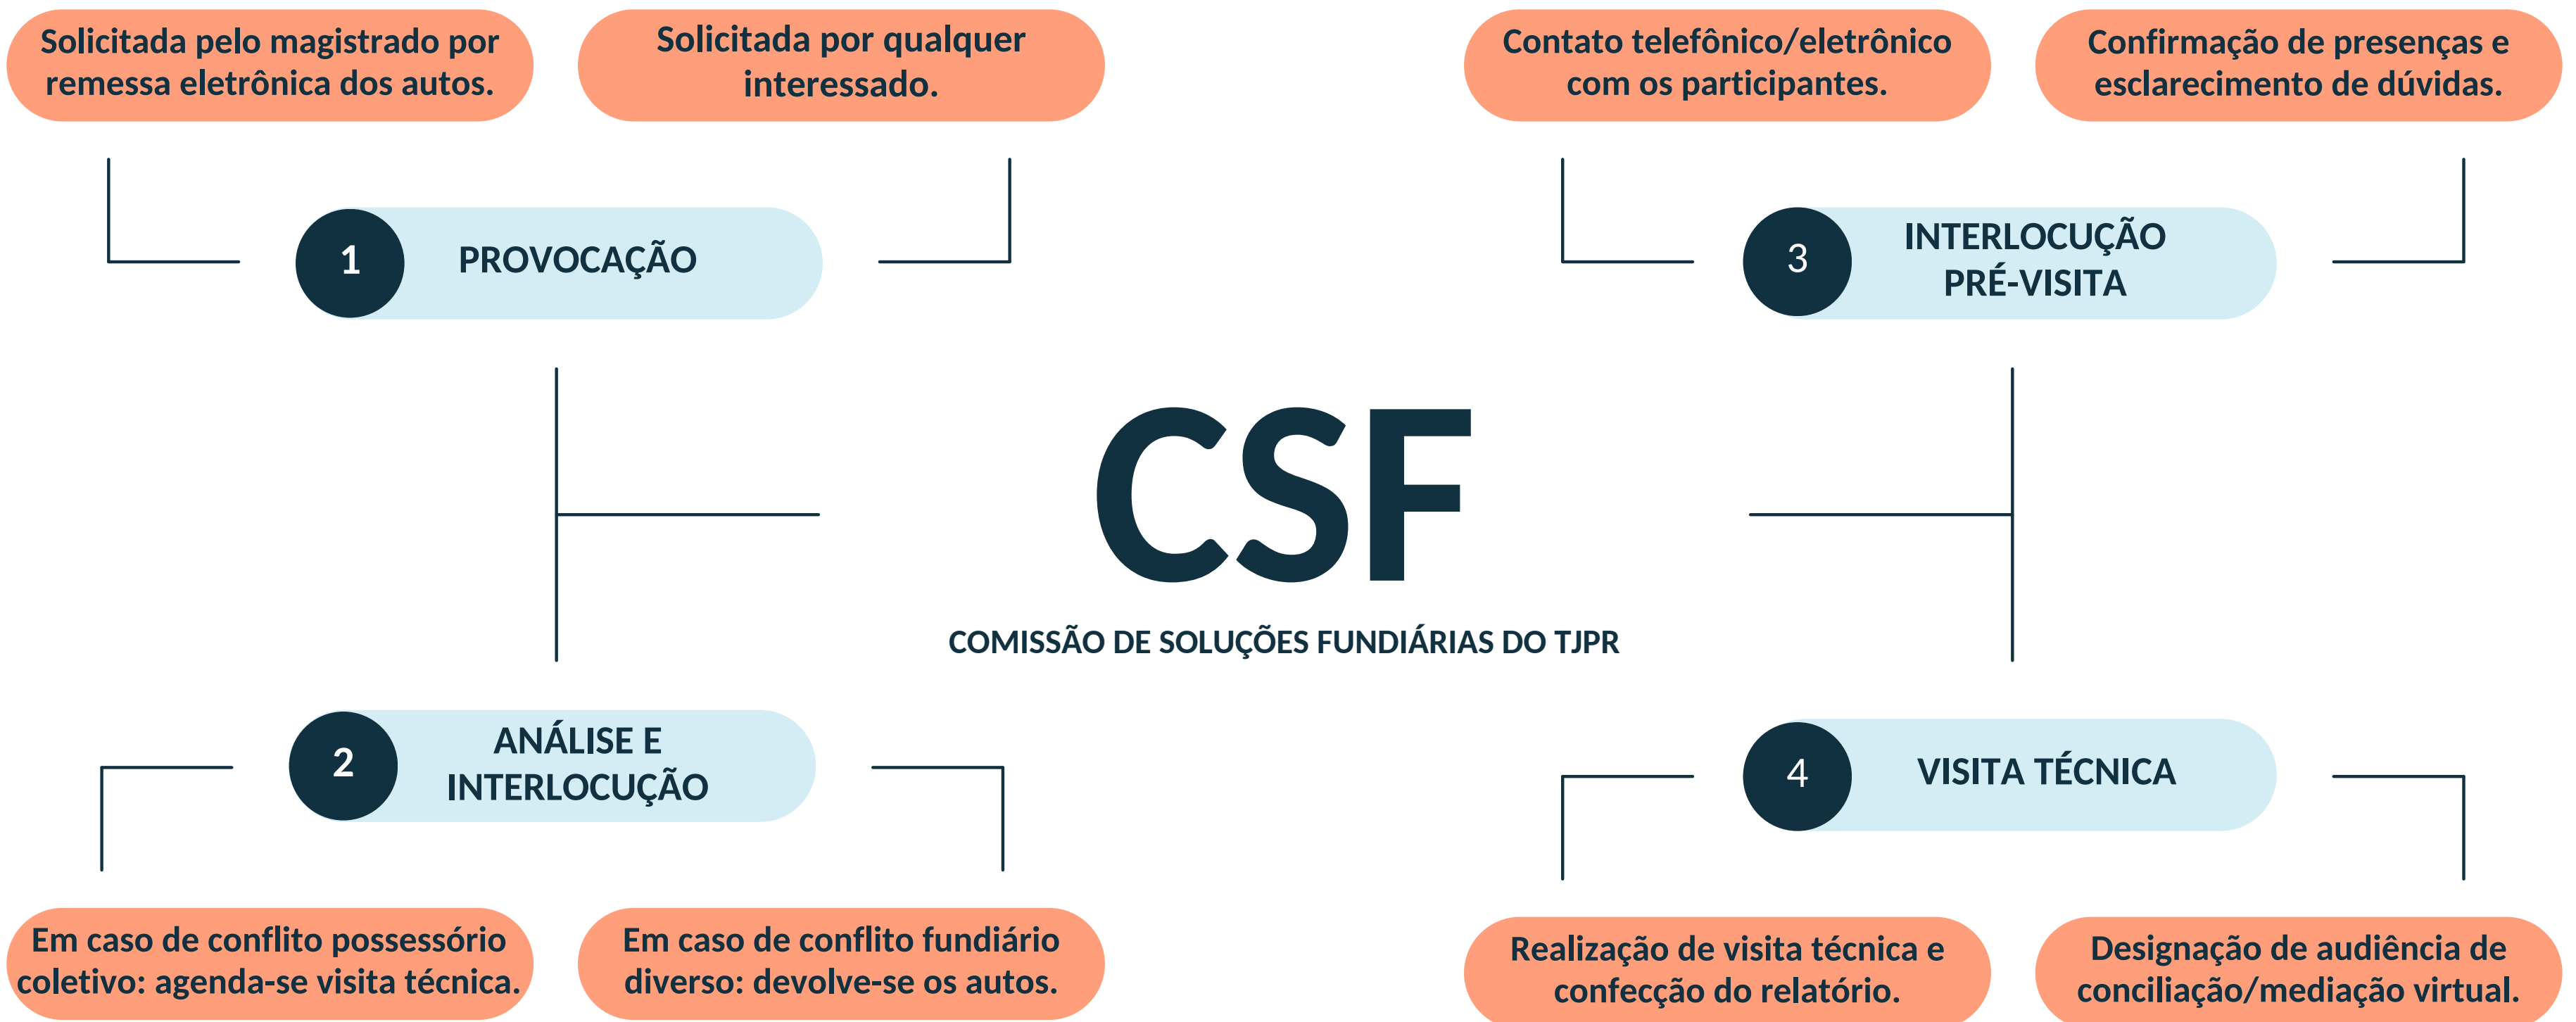 Solicitada pelo magistrado por
remessa eletrônica dos autos.
Solicitada por qualquer
interessado.
1
PROVOCAÇÃO
Contato telefônico/eletrônico
com os participantes.
Confirmação de presenças e
esclarecimento de dúvidas.
3
INTERLOCUÇÃO
PRÉ-VISITA
CSF
COMISSÃO DE SOLUÇÕES FUNDIÁRIAS DO TJPR
2
ANÁLISE E
INTERLOCUÇÃO
Em caso de conflito possessório
coletivo: agenda-se visita técnica.
Em caso de conflito fundiário
diverso: devolve-se os autos.
4
VISITA TÉCNICA
Realização de visita técnica e
confecção do relatório.
Designação de audiência de
conciliação/mediação virtual.